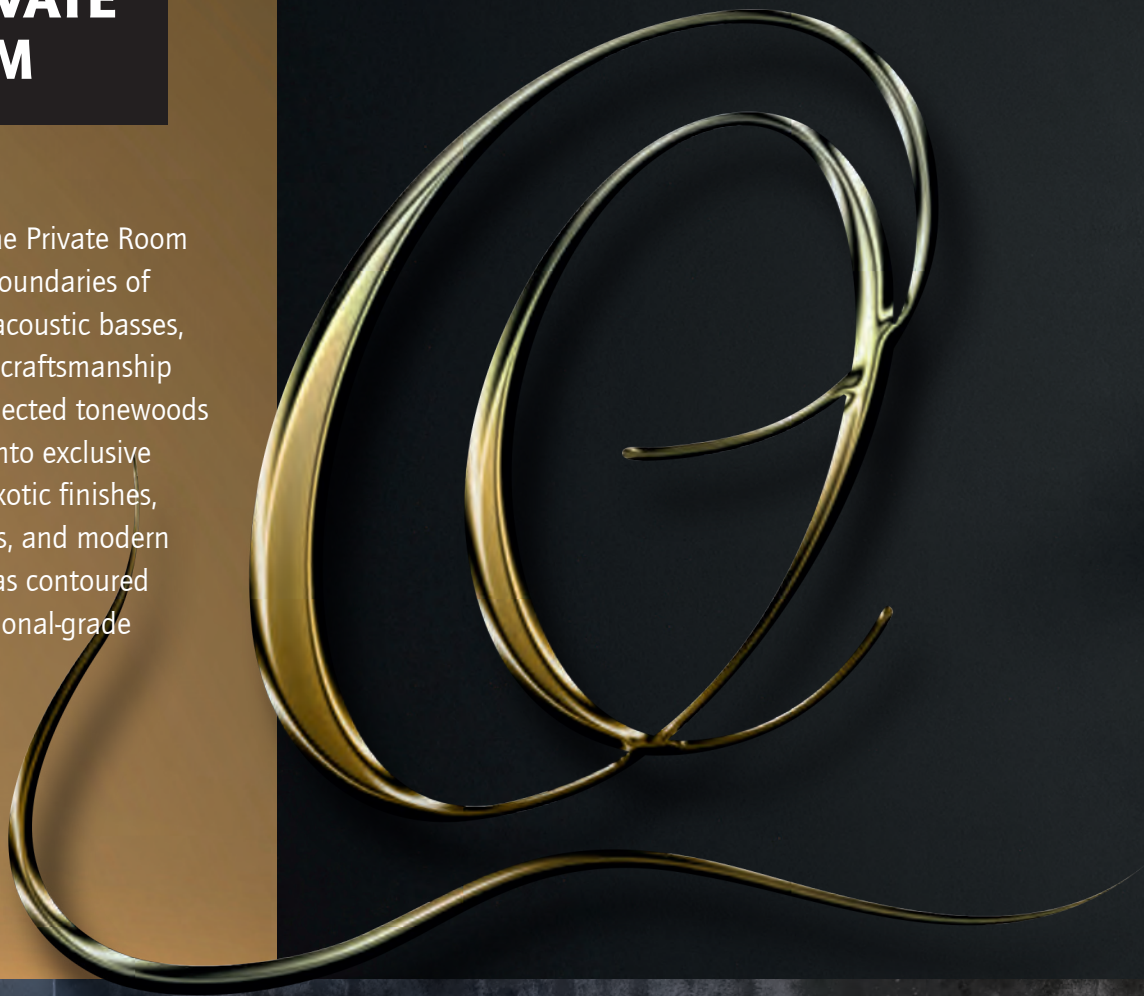 VATE
M
ne Private Room
oundaries of
acoustic basses,
craftsmanship
ected tonewoods
nto exclusive
xotic finishes,
s, and modern
as contoured
onal-grade